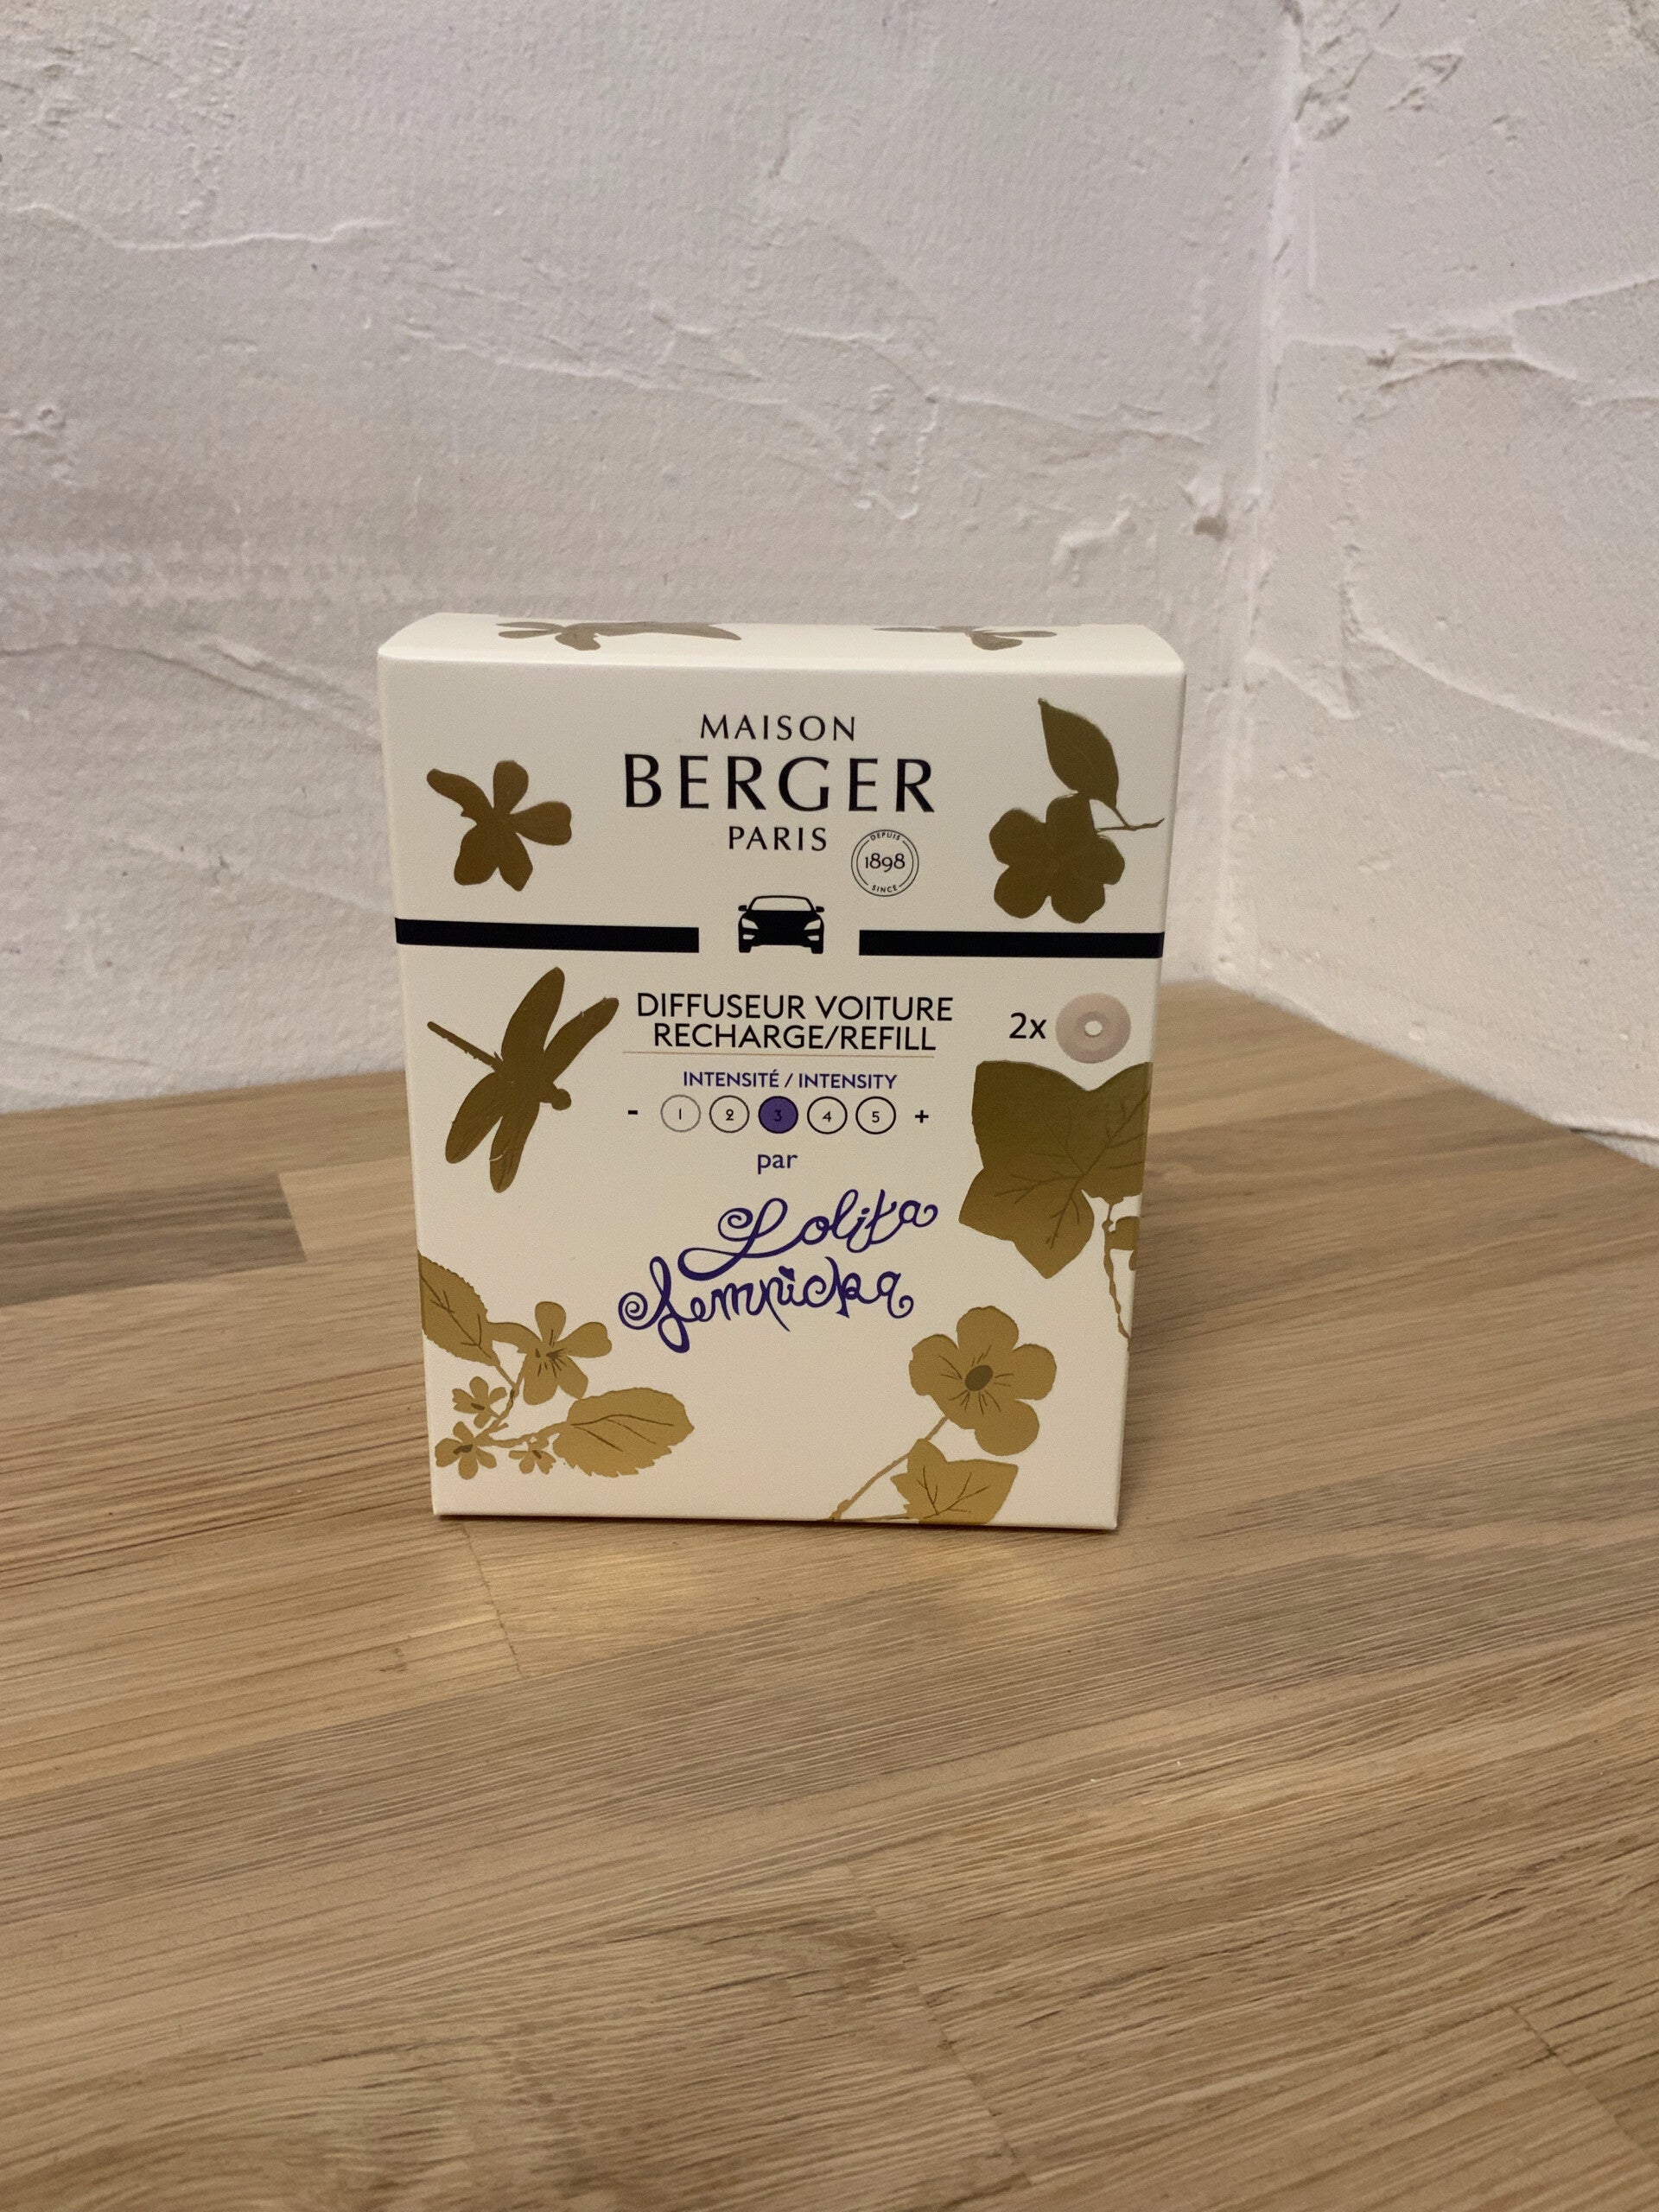 MAISON
BERGER
PARIS
DEPUIS
1898
SINCE
DIFFUSEUR VOITURE
RECHARGE/REFILL
2x
INTENSITÉ / INTENSITY
- 1 2 3 4 5 +
par
Lolita
Lempicka